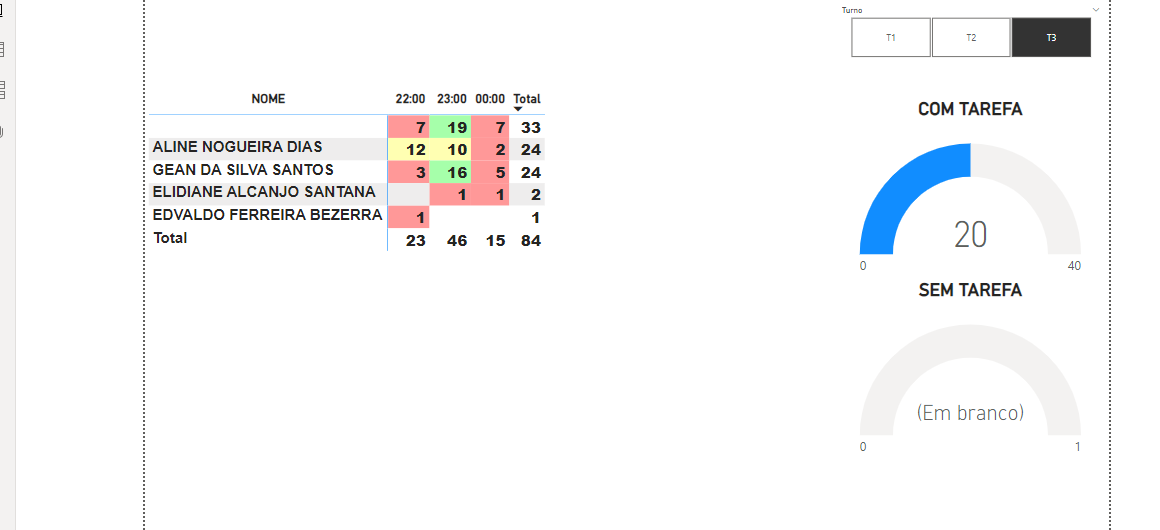 Turno
T1 T2 T3
NOME 22:00 23:00 00:00 Total
7 19 7 33
ALINE NOGUEIRA DIAS 12 10 2 24
GEAN DA SILVA SANTOS 3 16 5 24
ELIDIANE ALCANJO SANTANA 1 1 2
EDVALDO FERREIRA BEZERRA 1 1
Total 23 46 15 84
COM TAREFA
20
0 40
SEM TAREFA
(Em branco)
0 1